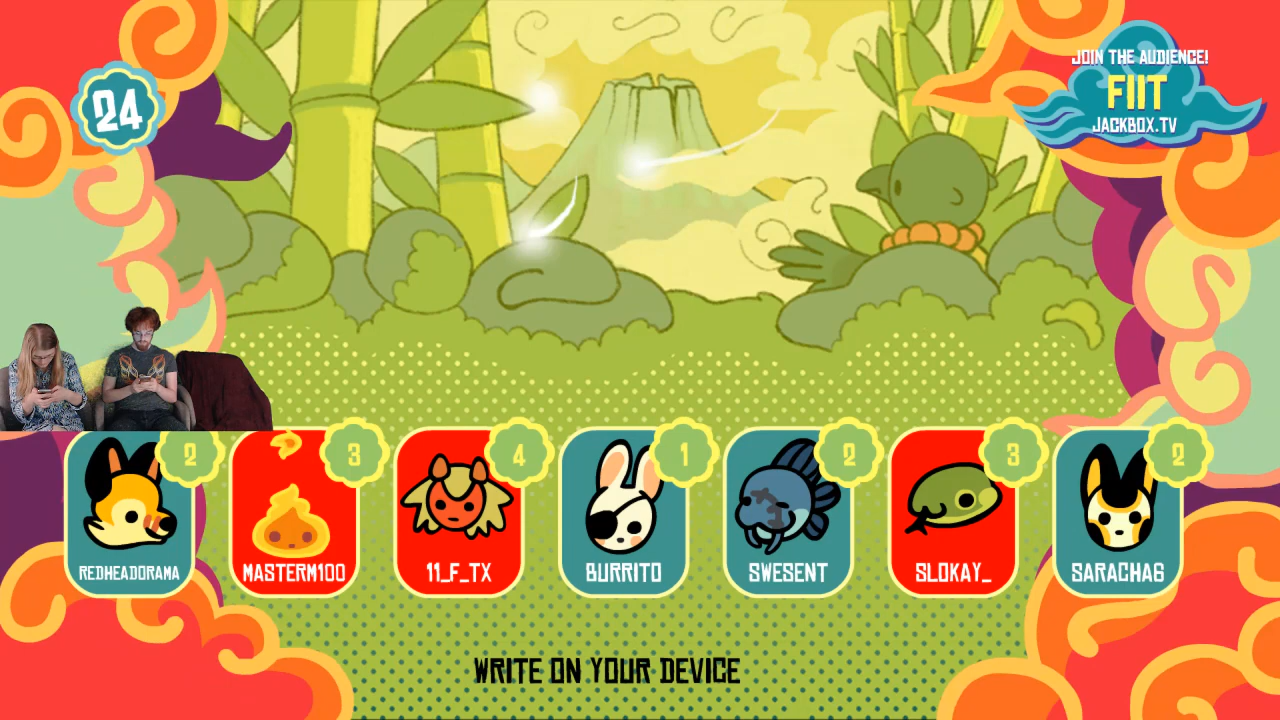 JOIN THE AUDIENCE!
24
FIIT
JACKBOX.TV
2
3
4
1
2
3
2
REDHEADORAMA
MASTERM100
11_F_TX
BURRITO
SWESENT
SLOKAY_
SARACHA6
WRITE ON YOUR DEVICE